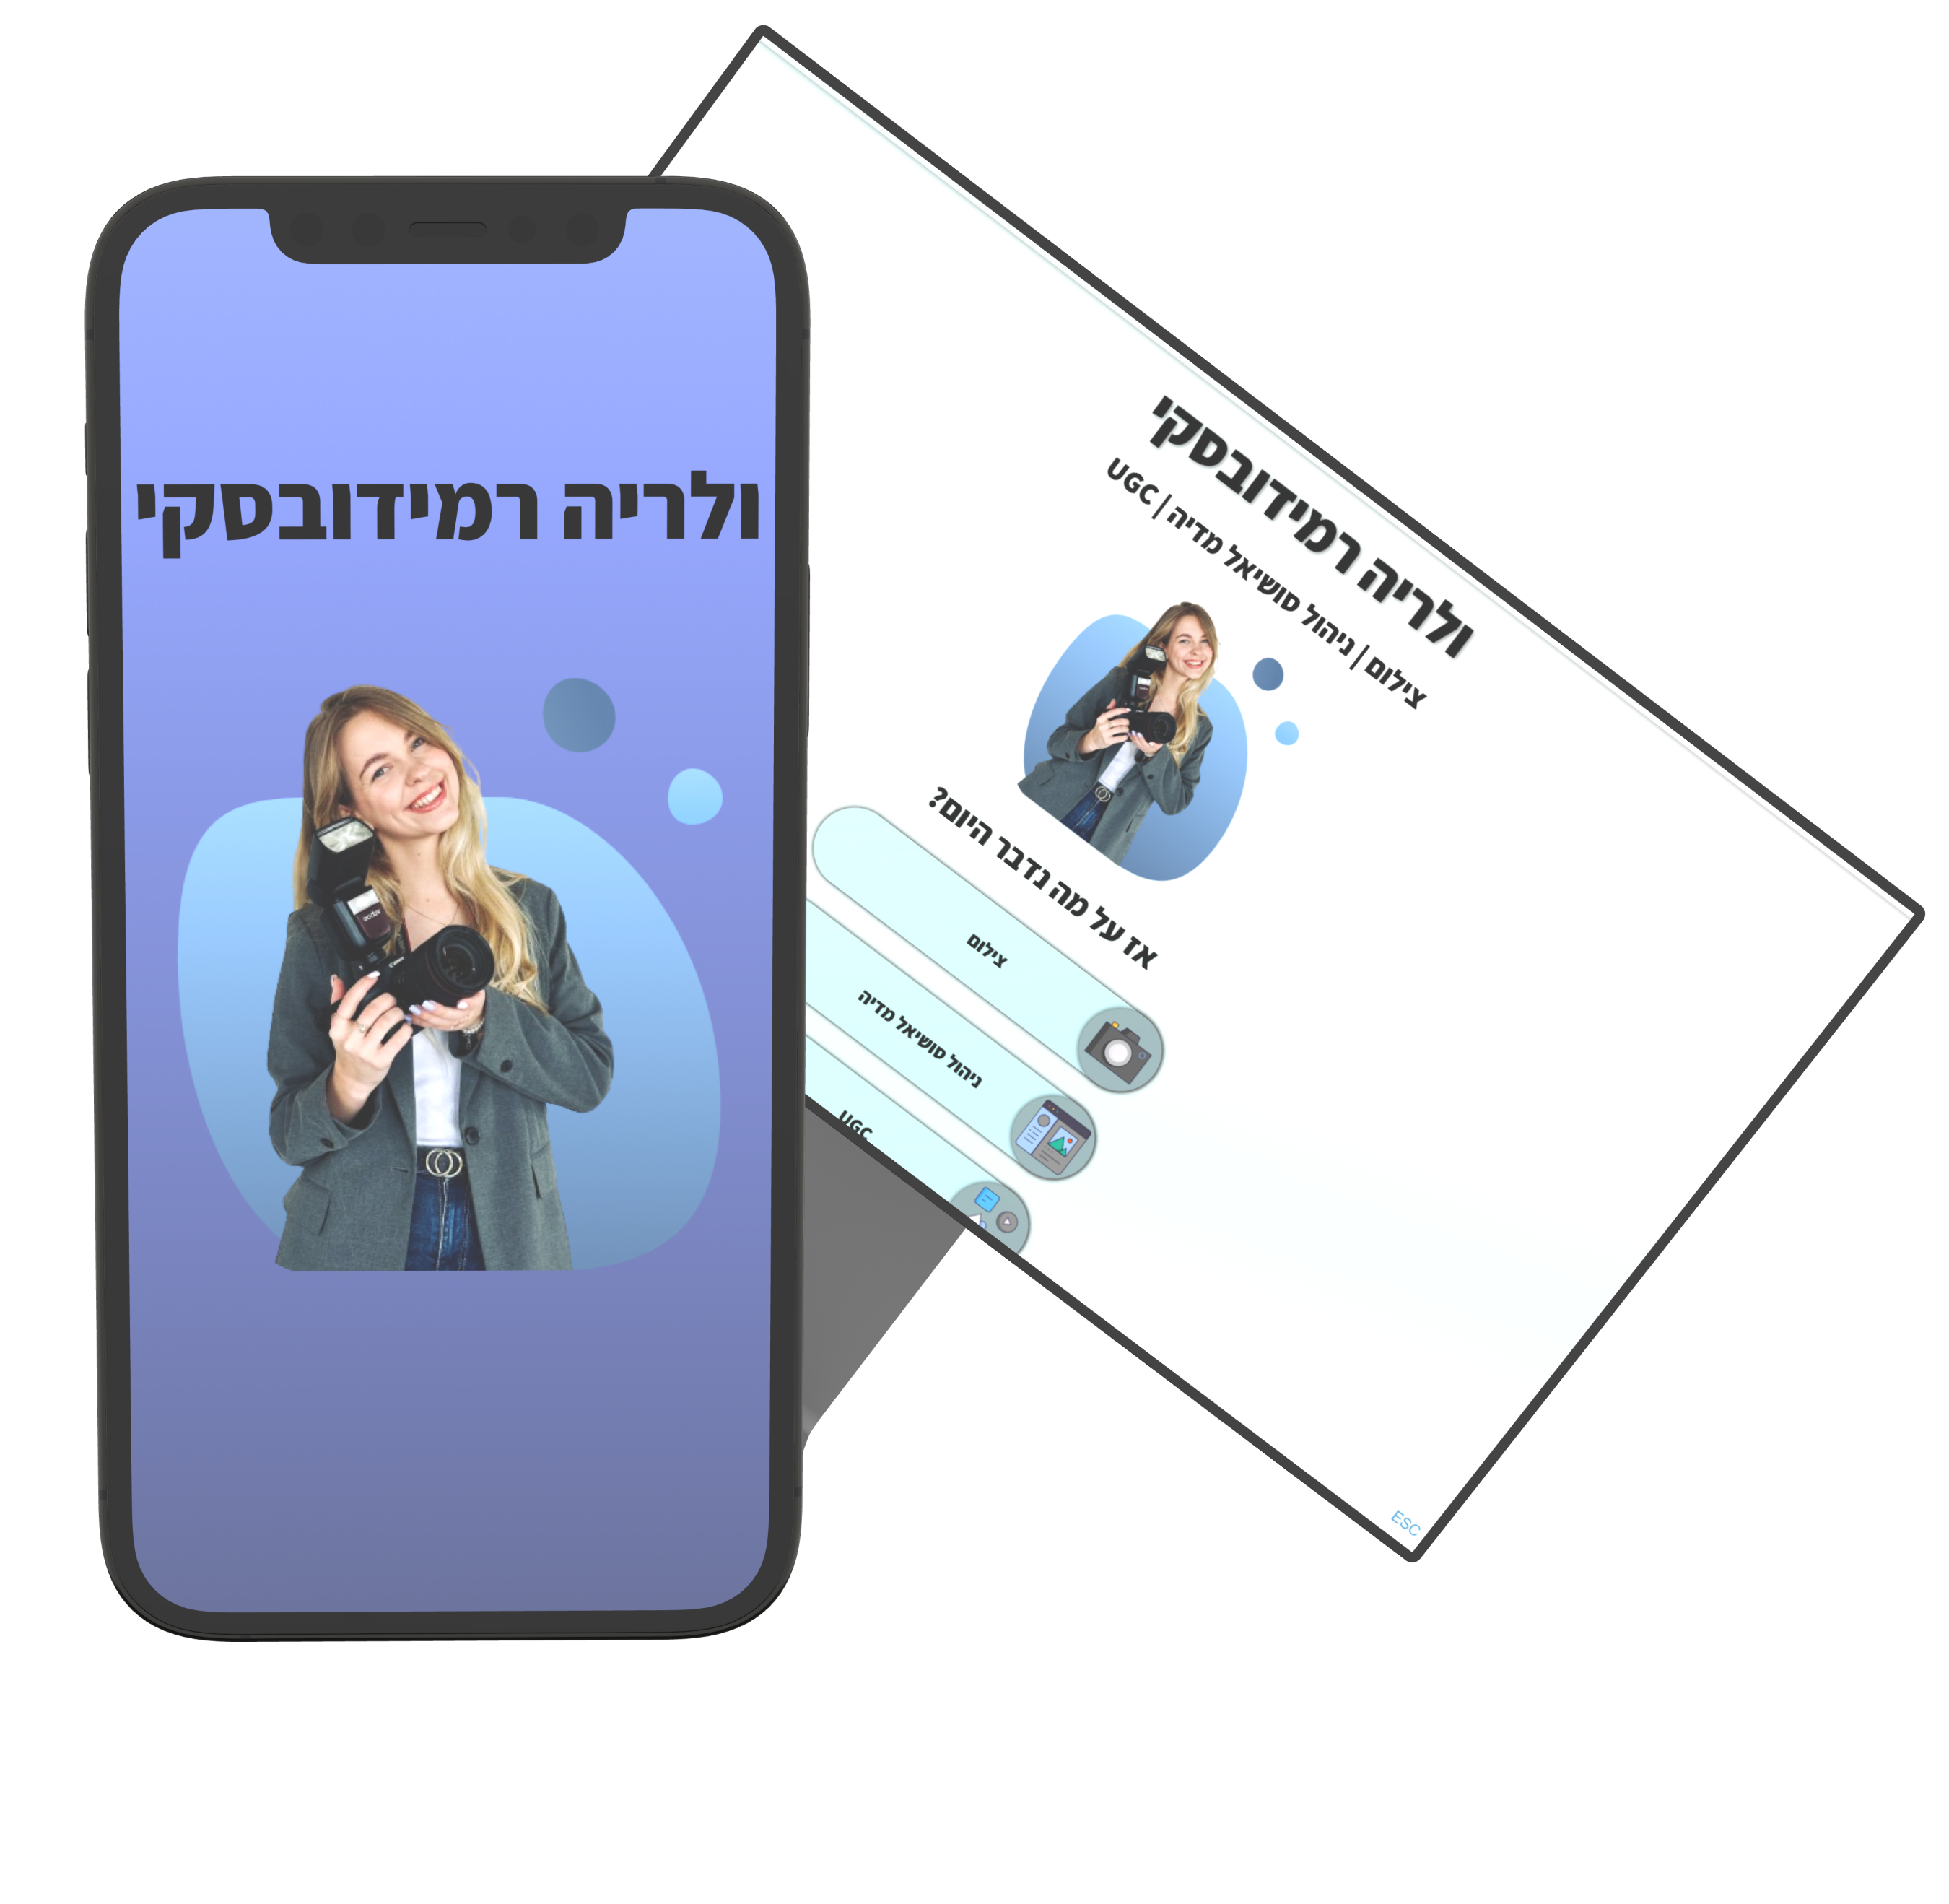 ולריה רמידובסקי
ולריה רמידובסקי
צילום | ניהול סושיאל מדיה | UGC
אז על מה נדבר היום?
צילום
ניהול סושיאל מדיה
UGC
ESC